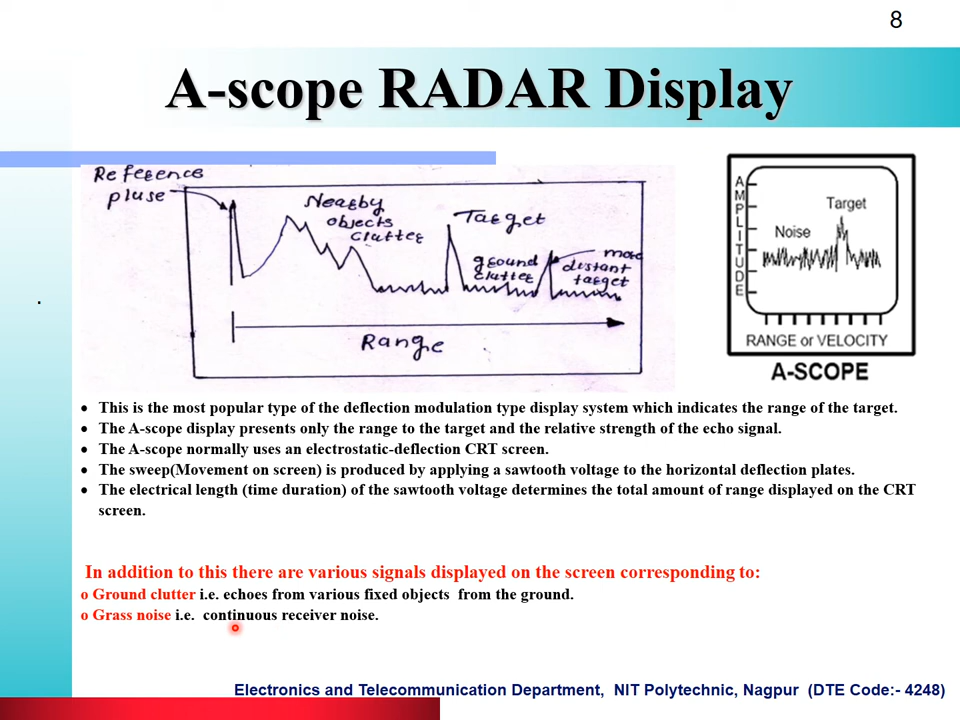 8
A-scope RADAR Display
Reference
pluse
Nearby
objects
clutter
Target
ground
clutter
more
distant
target
Range
AMPLITUDE
Target
Noise
RANGE or VELOCITY
A-SCOPE
• This is the most popular type of the deflection modulation type display system which indicates the range of the target.
• The A-scope display presents only the range to the target and the relative strength of the echo signal.
• The A-scope normally uses an electrostatic-deflection CRT screen.
• The sweep(Movement on screen) is produced by applying a sawtooth voltage to the horizontal deflection plates.
• The electrical length (time duration) of the sawtooth voltage determines the total amount of range displayed on the CRT
screen.
.
In addition to this there are various signals displayed on the screen corresponding to:
o Ground clutter i.e. echoes from various fixed objects from the ground.
o Grass noise i.e. continuous receiver noise.
Electronics and Telecommunication Department, NIT Polytechnic, Nagpur (DTE Code:- 4248)